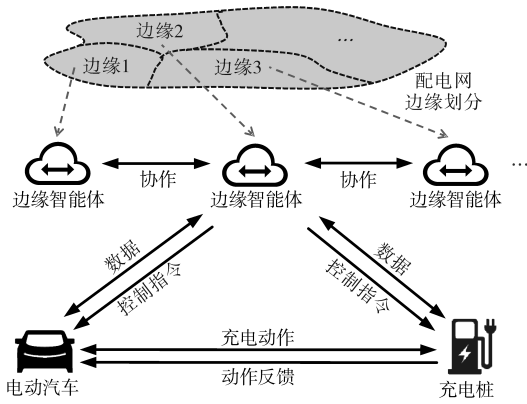 边缘2
...
边缘1
边缘3
配电网
边缘划分
协作
协作
...
边缘智能体
边缘智能体
边缘智能体
数据
控制指令
数据
控制指令
充电动作
动作反馈
电动汽车
充电桩